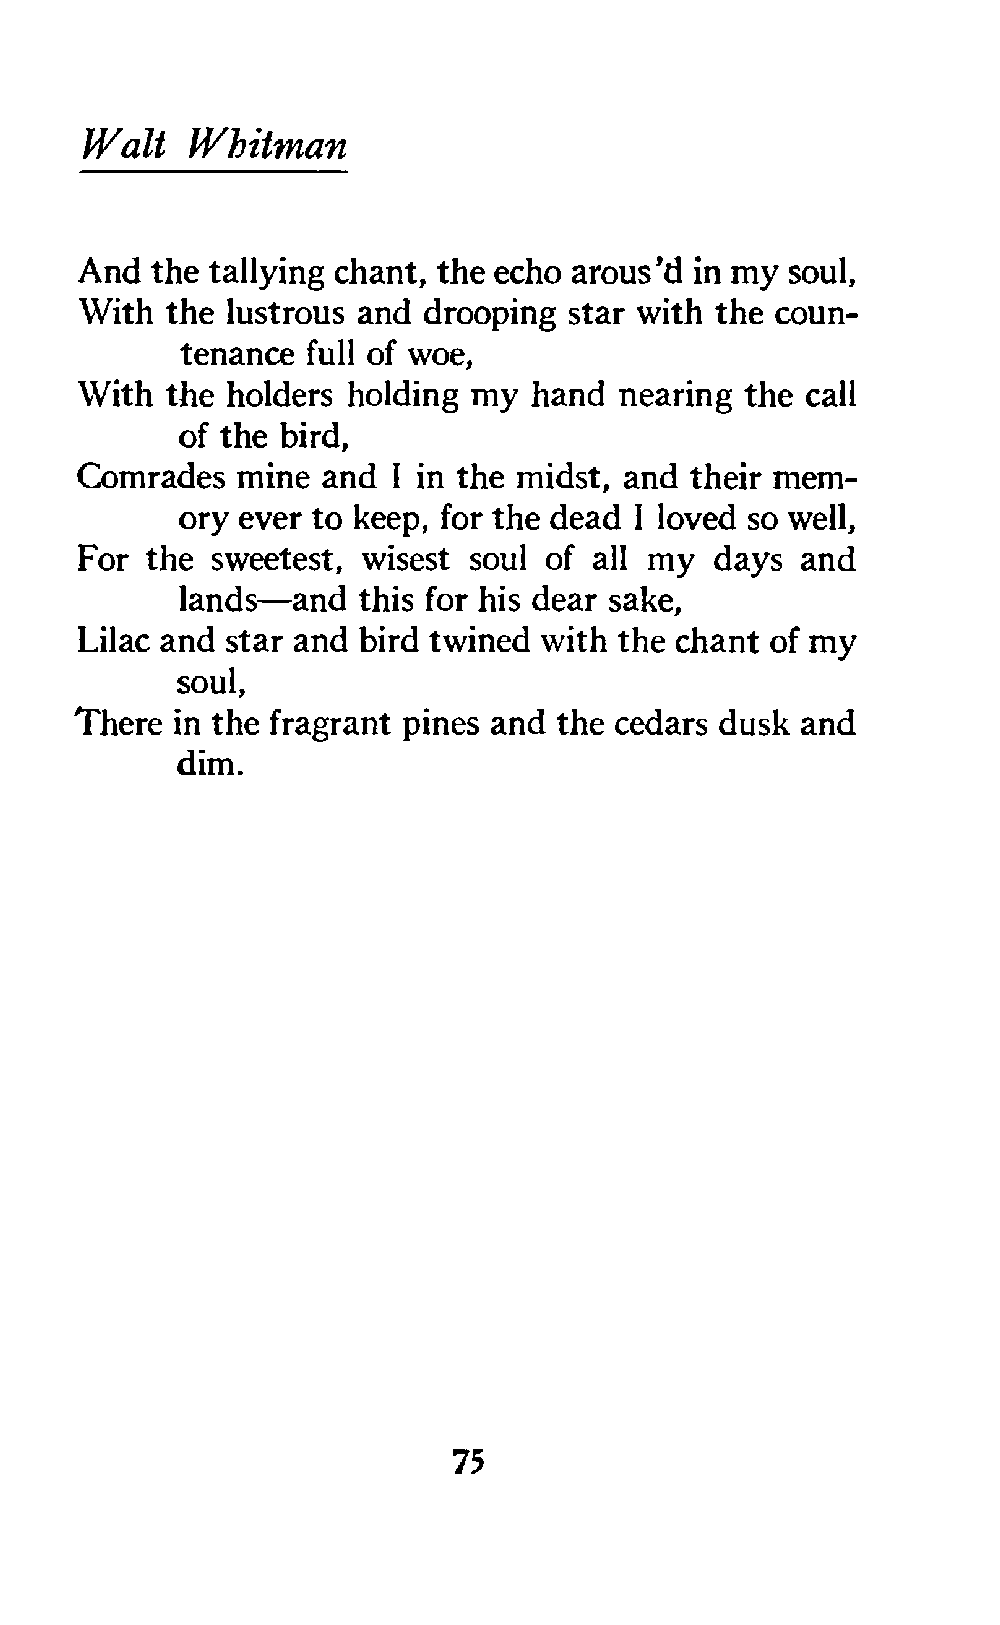 Walt Whitman
And the tallying chant, the echo arous'd in my soul,
With the lustrous and drooping star with the coun-
tenance full of woe,
With the holders holding my hand nearing the call
of the bird,
Comrades mine and I in the midst, and their mem-
ory ever to keep, for the dead I loved so well,
For the sweetest, wisest soul of all my days and
lands—and this for his dear sake,
Lilac and star and bird twined with the chant of my
soul,
There in the fragrant pines and the cedars dusk and
dim.
75